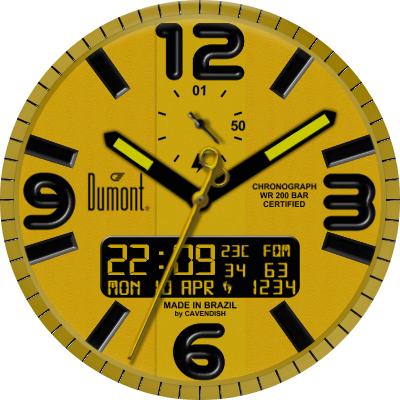 12
01
50
Dumont®
9
3
CHRONOGRAPH
WR 200 BAR
CERTIFIED
22:09 23C FOM
34 63
MON 10 APR 1234
MADE IN BRAZIL
by CAVENDISH
6